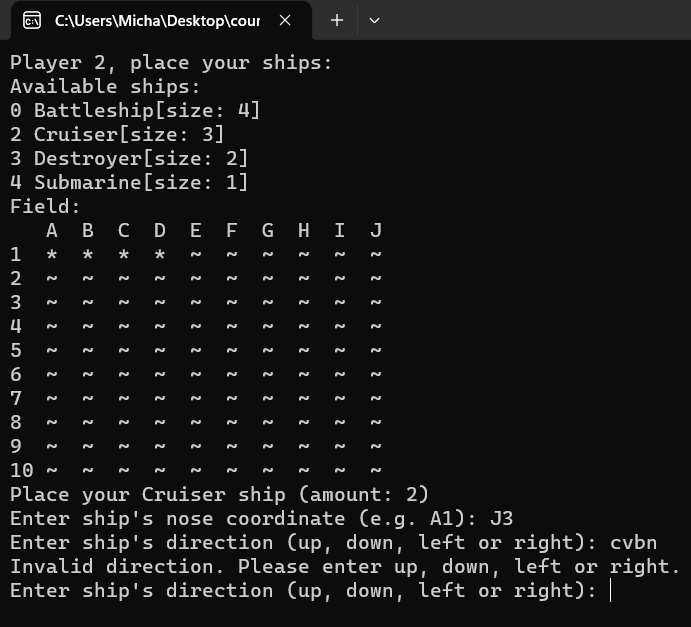 C:\Users\Micha\Desktop\cour
Player 2, place your ships:
Available ships:
0 Battleship[size: 4]
2 Cruiser[size: 3]
3 Destroyer[size: 2]
4 Submarine[size: 1]
Field:
   A  B  C  D  E  F  G  H  I  J
1  *  *  *  *  ~  ~  ~  ~  ~  ~
2  ~  ~  ~  ~  ~  ~  ~  ~  ~  ~
3  ~  ~  ~  ~  ~  ~  ~  ~  ~  ~
4  ~  ~  ~  ~  ~  ~  ~  ~  ~  ~
5  ~  ~  ~  ~  ~  ~  ~  ~  ~  ~
6  ~  ~  ~  ~  ~  ~  ~  ~  ~  ~
7  ~  ~  ~  ~  ~  ~  ~  ~  ~  ~
8  ~  ~  ~  ~  ~  ~  ~  ~  ~  ~
9  ~  ~  ~  ~  ~  ~  ~  ~  ~  ~
10 ~  ~  ~  ~  ~  ~  ~  ~  ~  ~
Place your Cruiser ship (amount: 2)
Enter ship's nose coordinate (e.g. A1): J3
Enter ship's direction (up, down, left or right): cvbn
Invalid direction. Please enter up, down, left or right.
Enter ship's direction (up, down, left or right):